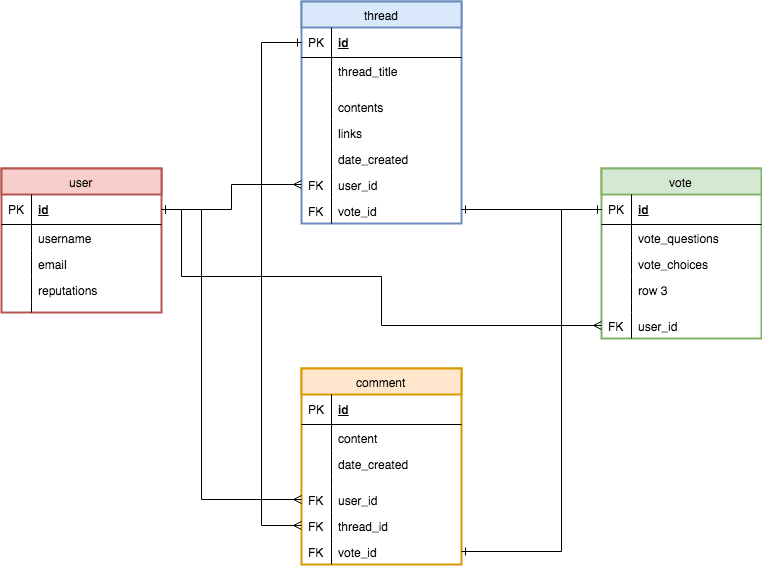 thread
PK id
thread_title
contents
links
date_created
FK user_id
FK vote_id
user
PK id
username
email
reputations
vote
PK id
vote_questions
vote_choices
row 3
FK user_id
comment
PK id
content
date_created
FK user_id
FK thread_id
FK vote_id